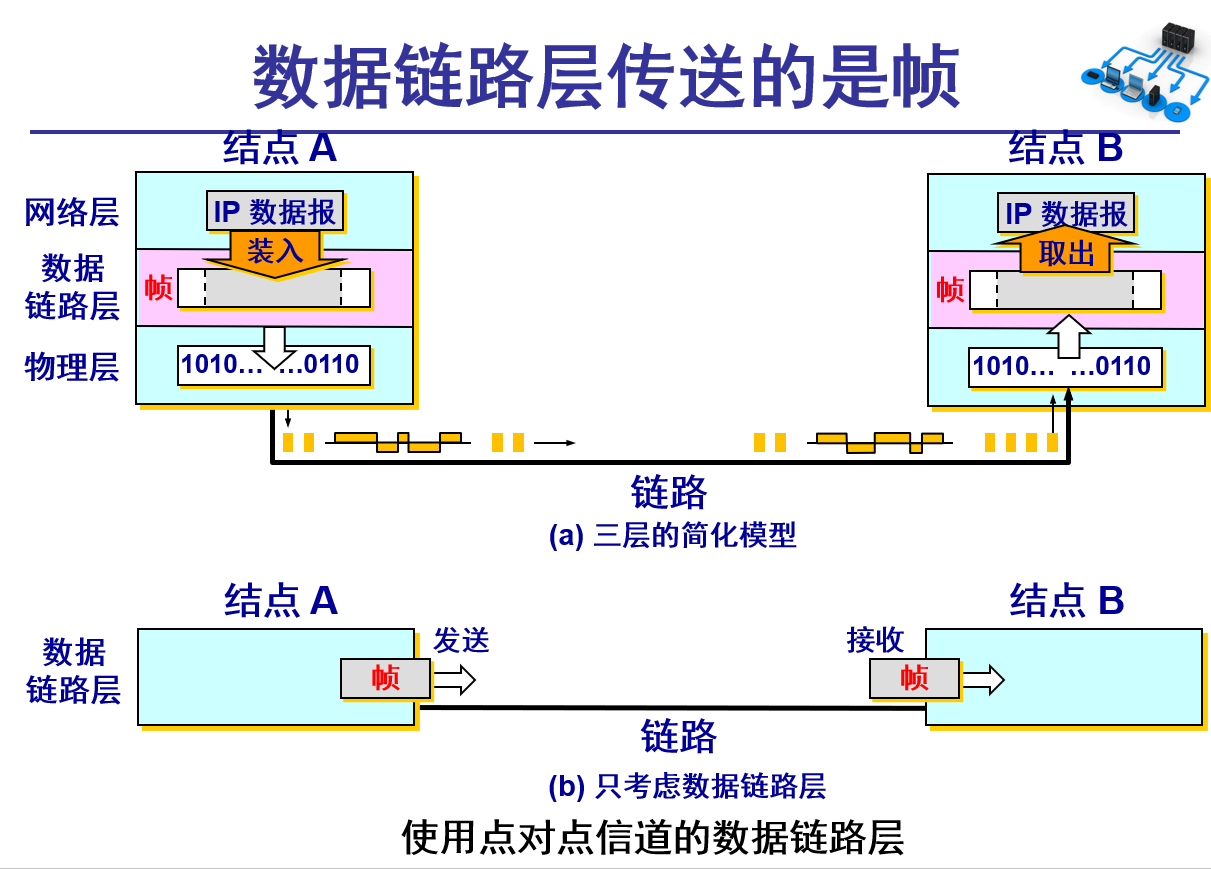 数据链路层传送的是帧
结点 A
结点 B
网络层
IP 数据报
IP 数据报
装入
取出
数据
链路层
帧
帧
物理层
1010… …0110
1010… …0110
链路
(a) 三层的简化模型
结点 A
结点 B
数据
链路层
发送
接收
帧
帧
链路
(b) 只考虑数据链路层
使用点对点信道的数据链路层